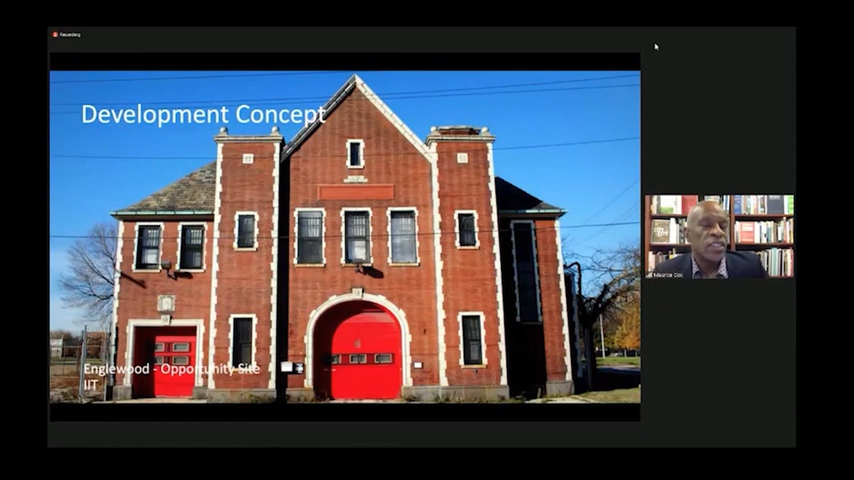 Recording
Development Concept
Englewood - Opportunity Site
IIT
Maurice Cox